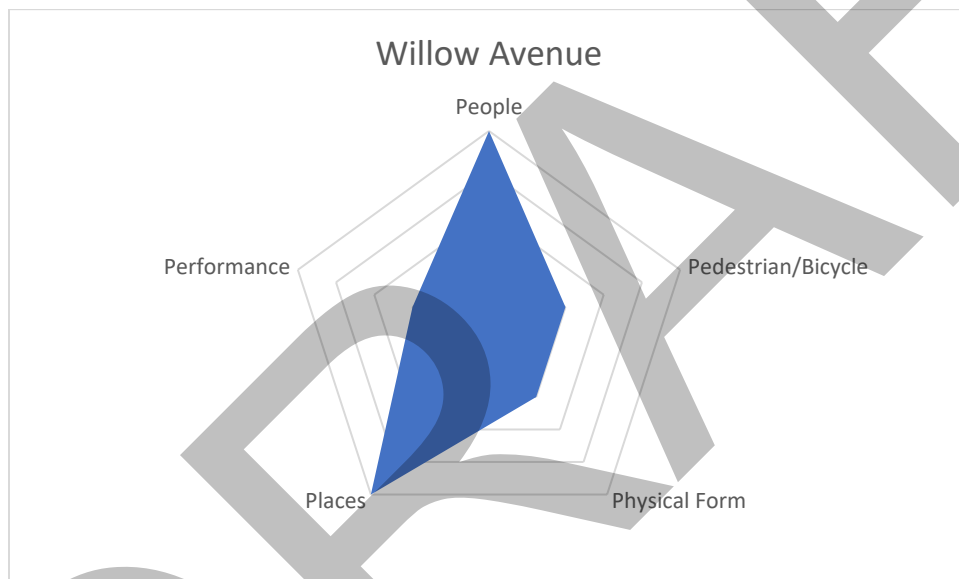 Willow Avenue
People
Performance
Pedestrian/Bicycle
Places
Physical Form